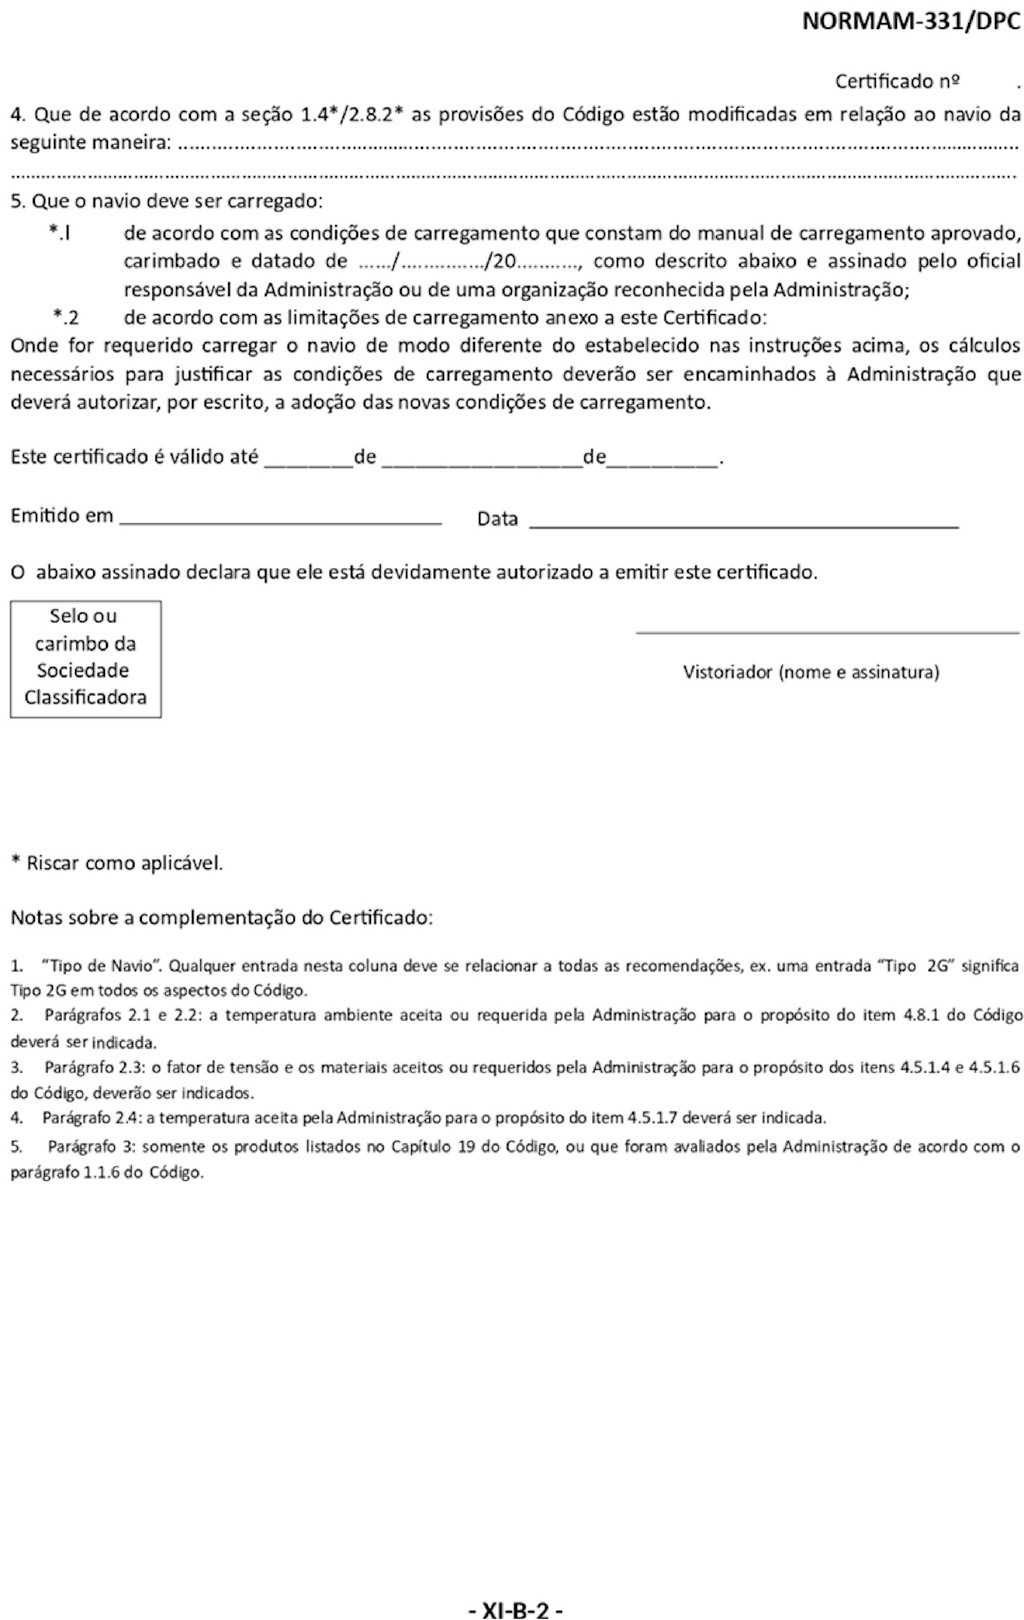 NORMAM-331/DPC
Certificado nº .
4. Que de acordo com a seção 1.4*/2.8.2* as provisões do Código estão modificadas em relação ao navio da
seguinte maneira: ........................................................................................................................................................
..........................................................................................................................................................................................
5. Que o navio deve ser carregado:
*.l de acordo com as condições de carregamento que constam do manual de carregamento aprovado,
carimbado e datado de ....../.............../20..........., como descrito abaixo e assinado pelo oficial
responsável da Administração ou de uma organização reconhecida pela Administração;
*.2 de acordo com as limitações de carregamento anexo a este Certificado:
Onde for requerido carregar o navio de modo diferente do estabelecido nas instruções acima, os cálculos
necessários para justificar as condições de carregamento deverão ser encaminhados à Administração que
deverá autorizar, por escrito, a adoção das novas condições de carregamento.
Este certificado é válido até ________de __________________de__________.
Emitido em _____________________________ Data _______________________________________
O abaixo assinado declara que ele está devidamente autorizado a emitir este certificado.
Selo ou
carimbo da
Sociedade
Classificadora
___________________________________
Vistoriador (nome e assinatura)
* Riscar como aplicável.
Notas sobre a complementação do Certificado:
1. “Tipo de Navio”. Qualquer entrada nesta coluna deve se relacionar a todas as recomendações, ex. uma entrada “Tipo 2G” significa
Tipo 2G em todos os aspectos do Código.
2. Parágrafos 2.1 e 2.2: a temperatura ambiente aceita ou requerida pela Administração para o propósito do item 4.8.1 do Código
deverá ser indicada.
3. Parágrafo 2.3: o fator de tensão e os materiais aceitos ou requeridos pela Administração para o propósito dos itens 4.5.1.4 e 4.5.1.6
do Código, deverão ser indicados.
4. Parágrafo 2.4: a temperatura aceita pela Administração para o propósito do item 4.5.1.7 deverá ser indicada.
5. Parágrafo 3: somente os produtos listados no Capítulo 19 do Código, ou que foram avaliados pela Administração de acordo com o
parágrafo 1.1.6 do Código.
- XI-B-2 -